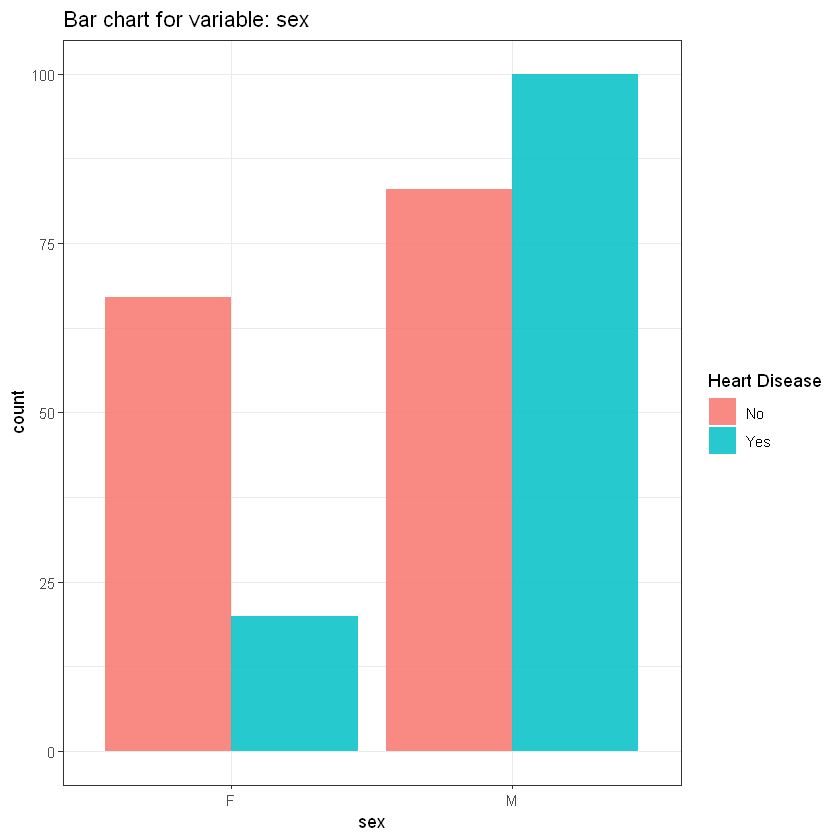 Bar chart for variable: sex
100
75
50
25
0
count
F
M
sex
Heart Disease
No
Yes